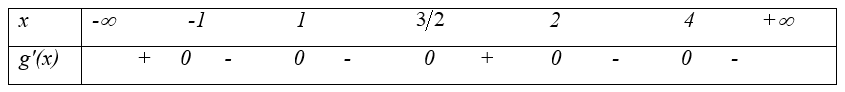 x -∞ -1 1 3/2 2 4 +∞
g'(x) + 0 - 0 - 0 + 0 - 0 -